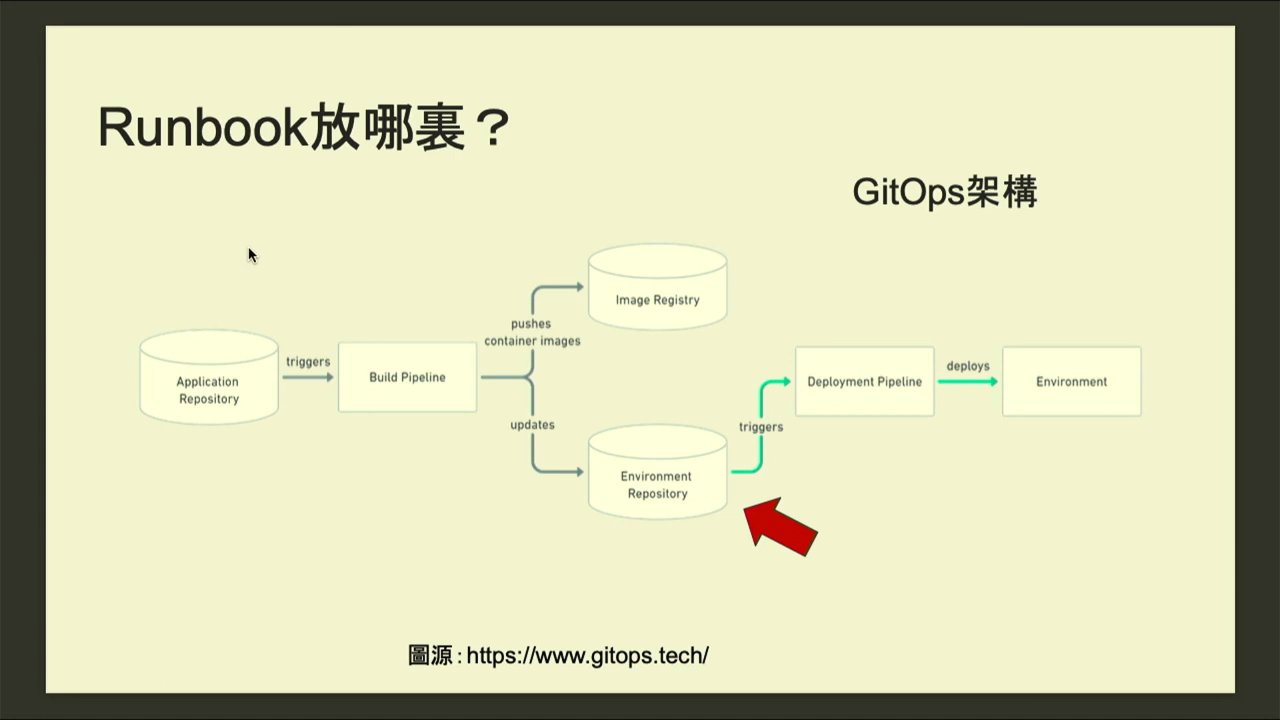 Runbook放哪裏？
GitOps架構
Image Registry
pushes
container images
triggers
Application
Repository
Build Pipeline
updates
Environment
Repository
triggers
Deployment Pipeline
deploys
Environment
圖源：https://www.gitops.tech/